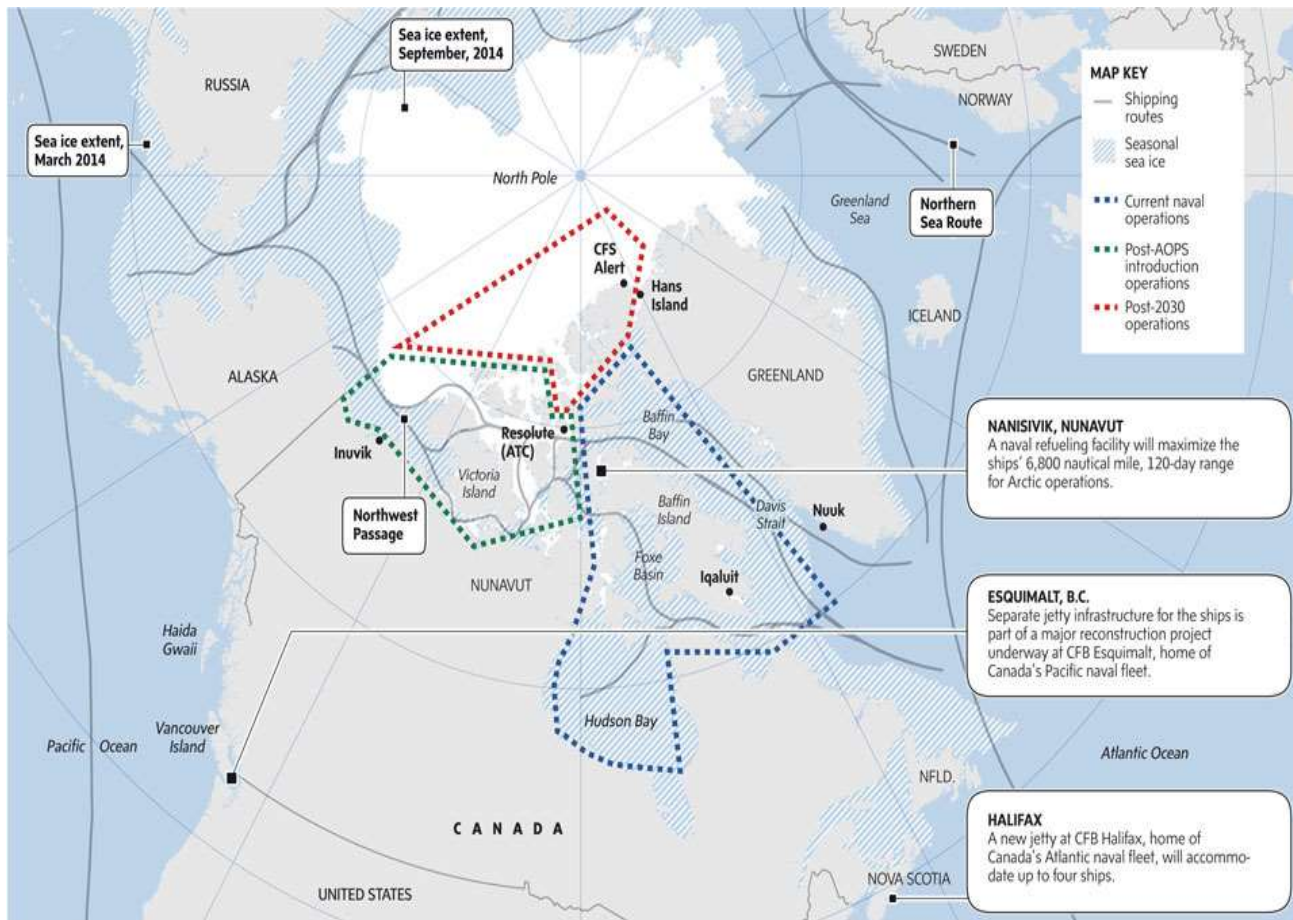 Sea ice extent,
September, 2014
RUSSIA
Sea ice extent,
March 2014
North Pole
SWEDEN
NORWAY
MAP KEY
Shipping
routes
Seasonal
sea ice
Current naval
operations
Post-AOPS
introduction
operations
Post-2030
operations
Greenland
Sea
Northern
Sea Route
CFS
Alert
Hans
Island
ICELAND
ALASKA
GREENLAND
Inuvik
Resolute
(ATC)
Baffin
Bay
Victoria
Island
Northwest
Passage
Baffin
Island
Davis
Strait
Nuuk
Foxe
Basin
Iqaluit
NUNAVUT
NANISIVIK, NUNAVUT
A naval refueling facility will maximize the
ships' 6,800 nautical mile, 120-day range
for Arctic operations.
ESQUIMALT, B.C.
Separate jetty infrastructure for the ships is
part of a major reconstruction project
underway at CFB Esquimalt, home of
Canada's Pacific naval fleet.
Haida
Gwaii
Vancouver
Island
Pacific Ocean
Hudson Bay
Atlantic Ocean
NFLD.
CANADA
UNITED STATES
NOVA SCOTIA
HALIFAX
A new jetty at CFB Halifax, home of
Canada's Atlantic naval fleet, will accommo-
date up to four ships.